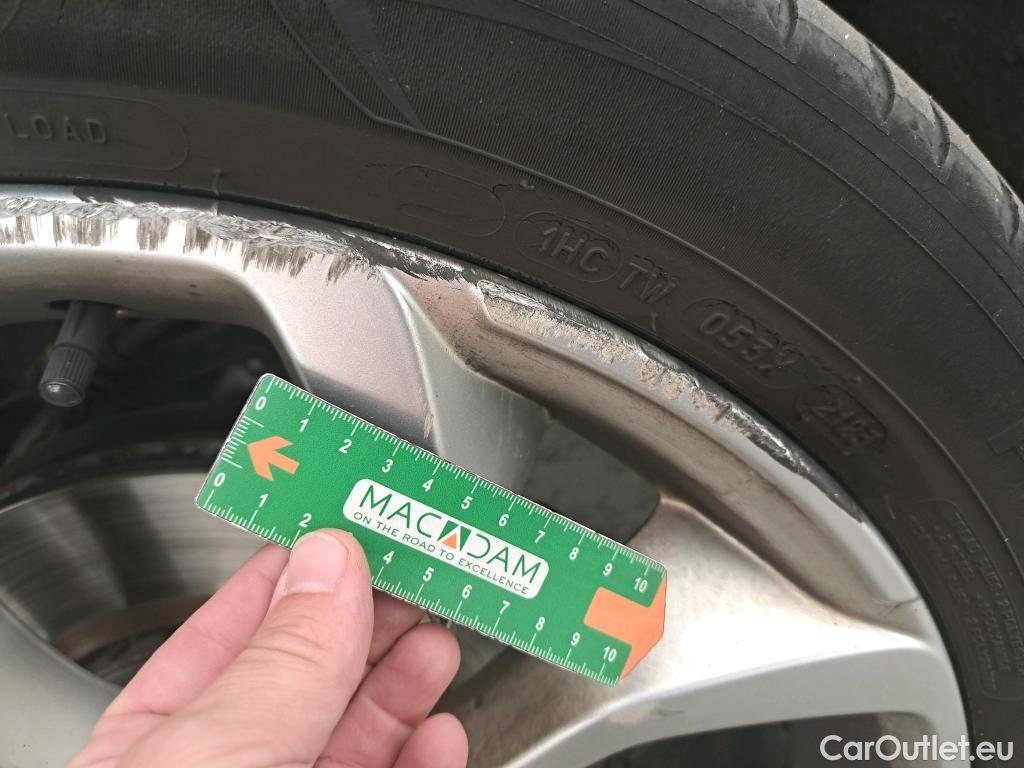 LOAD
1HC TW
0532
2125
0 1 2 3 4 5 6 7 8 9 10
MACADAM
ON THE ROAD TO EXCELLENCE
0 1 2 4 5 6 7 8 9 10
CarOutlet.eu